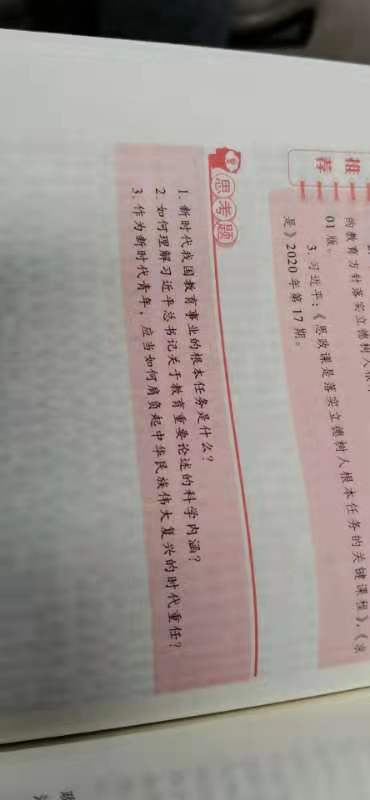 推
荐
的教育方针落实立德树人根
01 版。
3. 习近平：《思政课是落实立德树人根本任务的关键课程》，《求
是》2020 年第 17 期。
思考题
1. 新时代我国教育事业的根本任务是什么？
2. 如何理解习近平总书记关于教育重要论述的科学内涵？
3. 作为新时代青年，应当如何肩负起中华民族伟大复兴的时代重任？